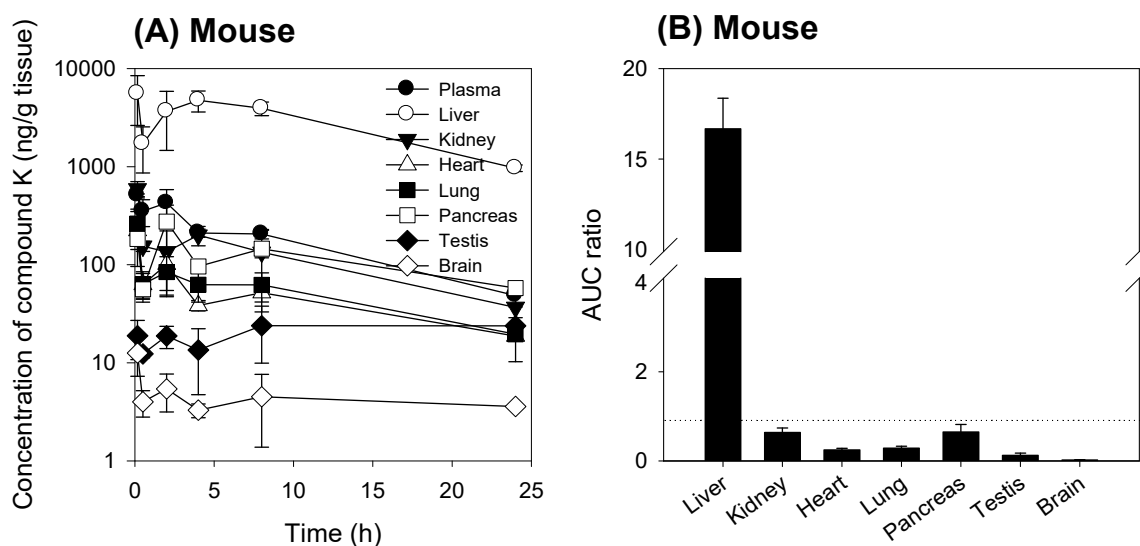 (A) Mouse
Concentration of compound K (ng/g tissue)
10000
1000
100
10
1
0 5 10 15 20 25
Time (h)
Plasma
Liver
Kidney
Heart
Lung
Pancreas
Testis
Brain
(B) Mouse
AUC ratio
20
15
10
4
2
0
Liver
Kidney
Heart
Lung
Pancreas
Testis
Brain